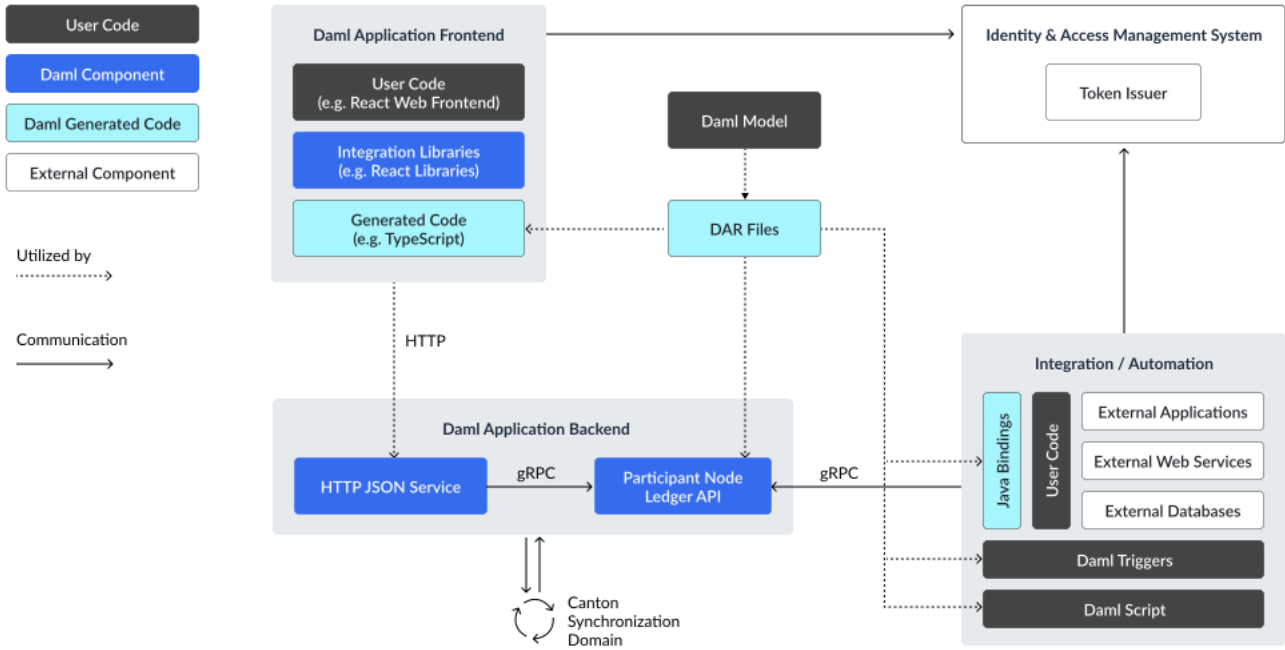 User Code
Daml Component
Daml Generated Code
External Component
Utilized by
Communication
Daml Application Frontend
User Code
(e.g. React Web Frontend)
Integration Libraries
(e.g. React Libraries)
Generated Code
(e.g. TypeScript)
Daml Model
DAR Files
Identity & Access Management System
Token Issuer
HTTP
Daml Application Backend
HTTP JSON Service
gRPC
Participant Node
Ledger API
gRPC
Canton
Synchronization
Domain
Integration / Automation
Java Bindings
User Code
External Applications
External Web Services
External Databases
Daml Triggers
Daml Script